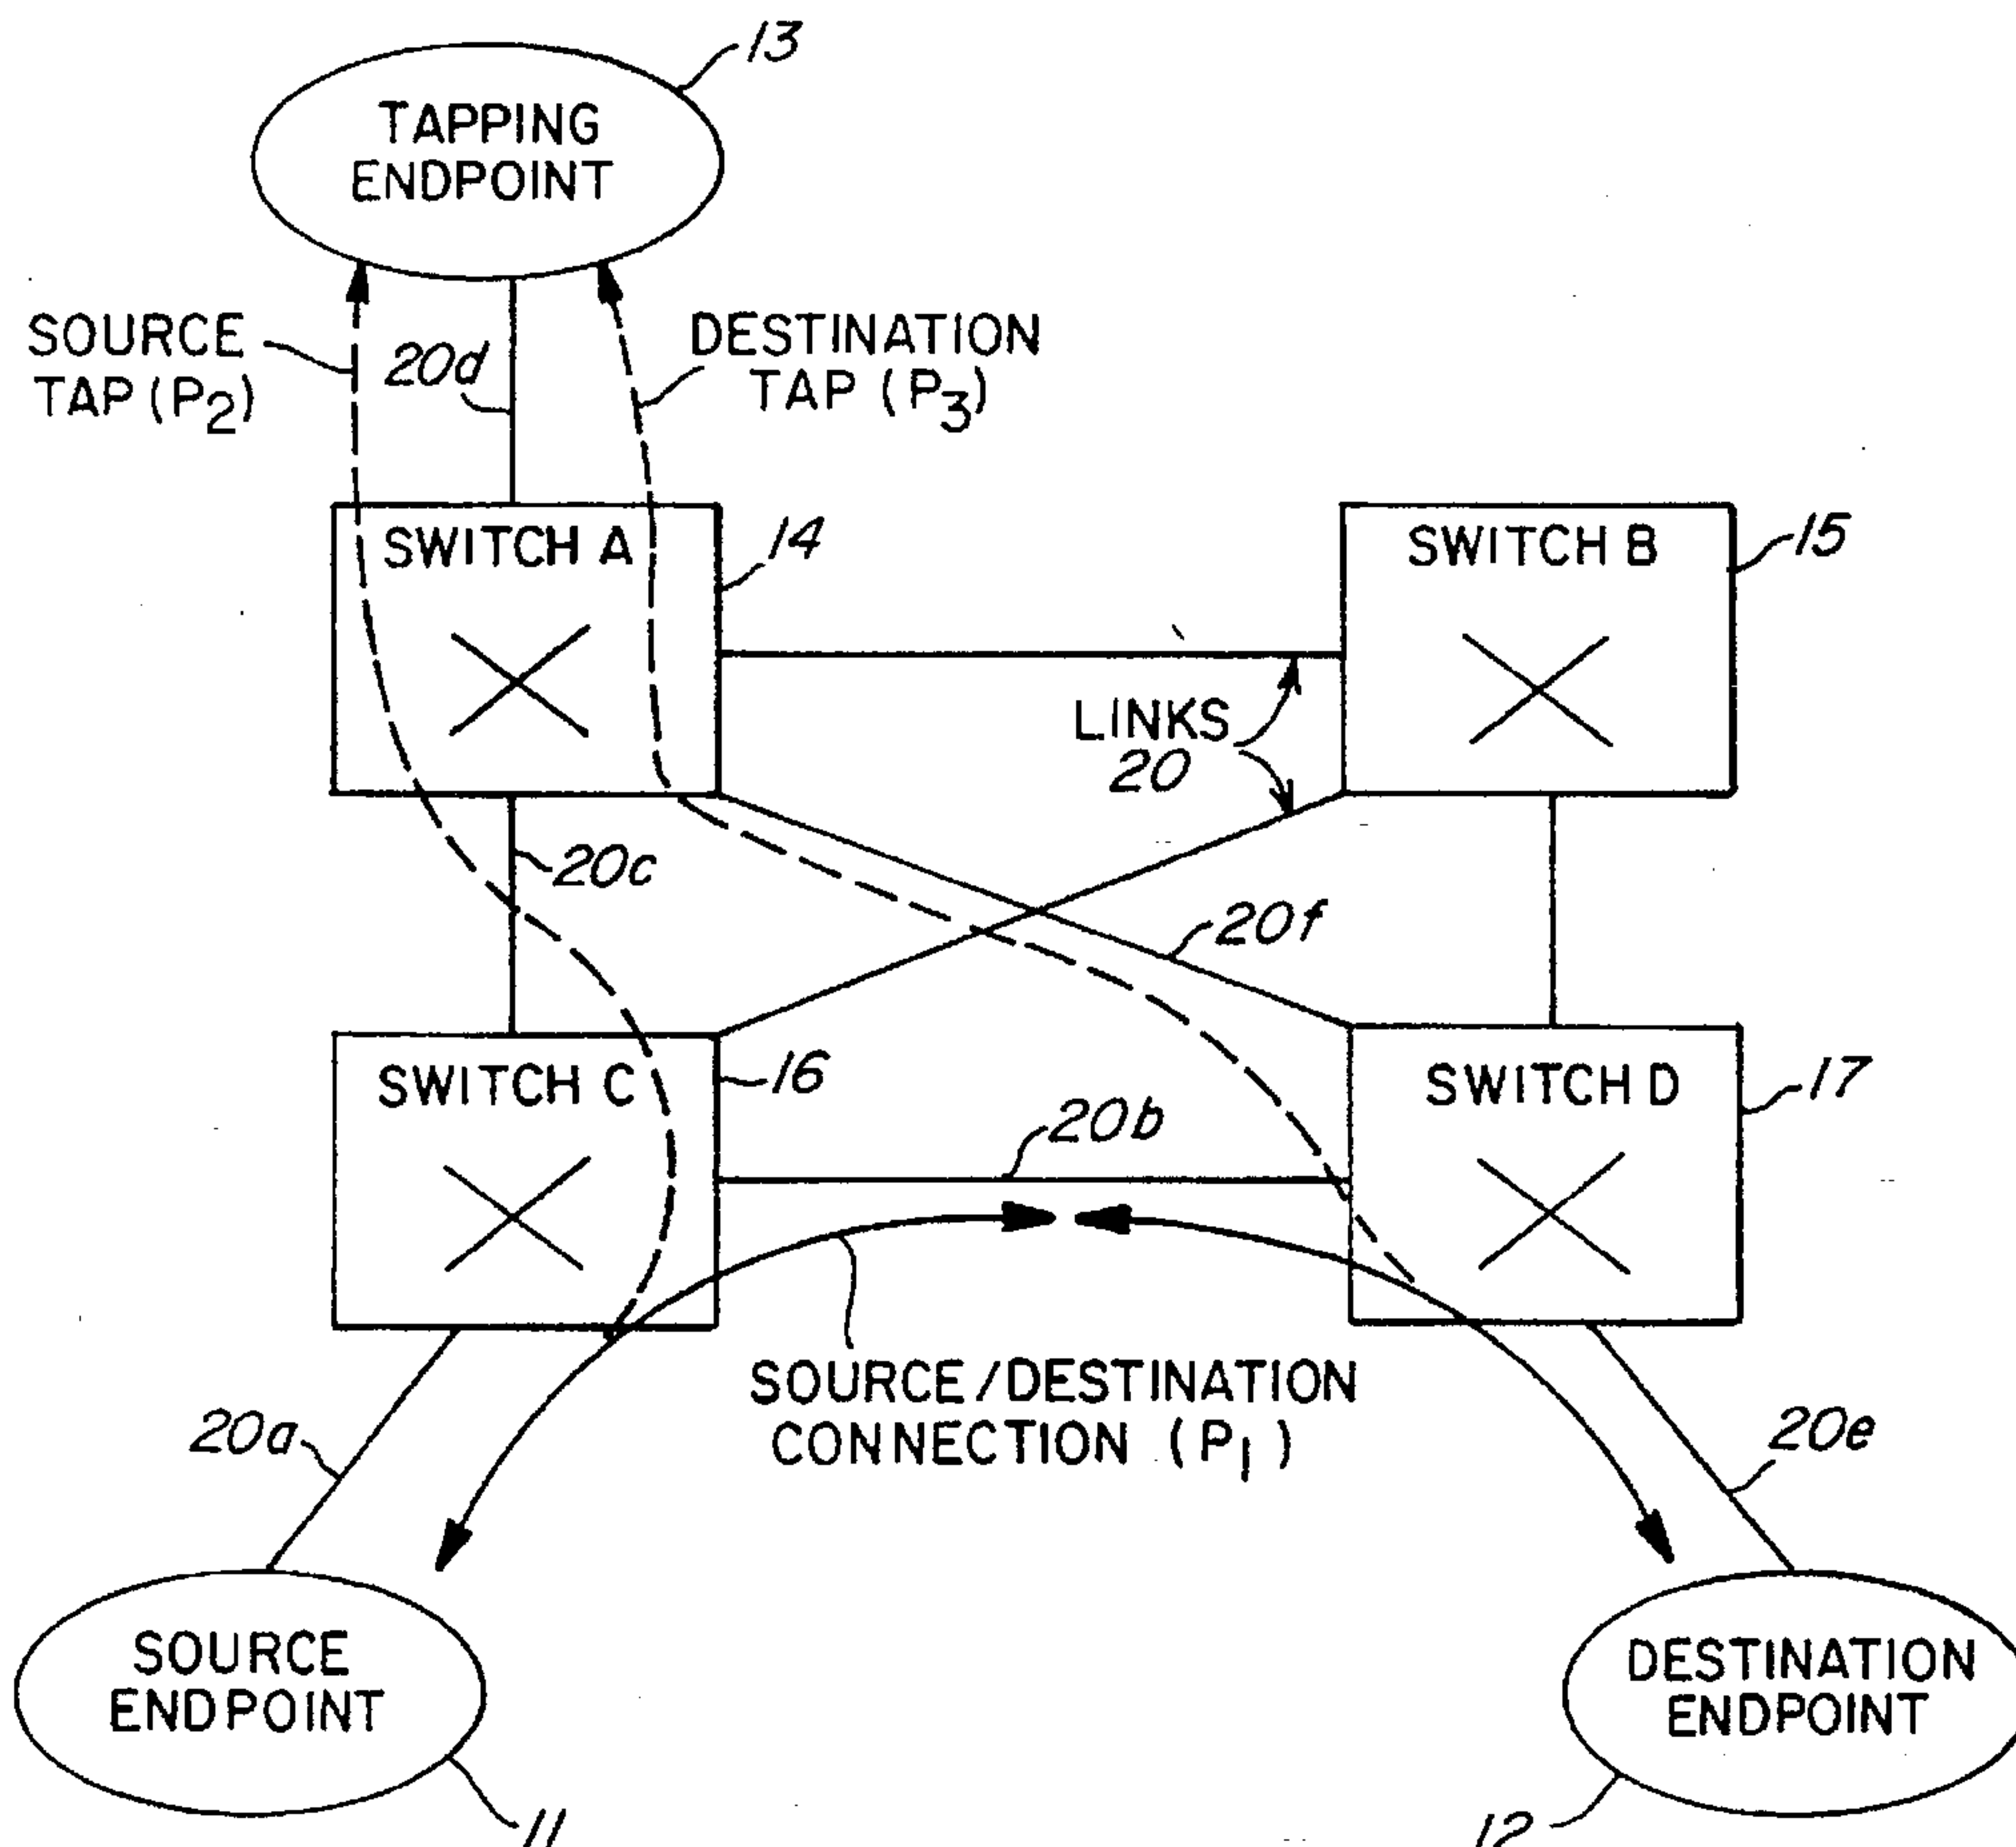 13
TAPPING
ENDPOINT
SOURCE
TAP (P2)
20d
DESTINATION
TAP (P3)
SWITCH A
14
SWITCH B
15
LINKS
20
20c
20f
SWITCH C
16
SWITCH D
17
20b
SOURCE/DESTINATION
CONNECTION (P1)
20a
20e
SOURCE
ENDPOINT
DESTINATION
ENDPOINT
11
12